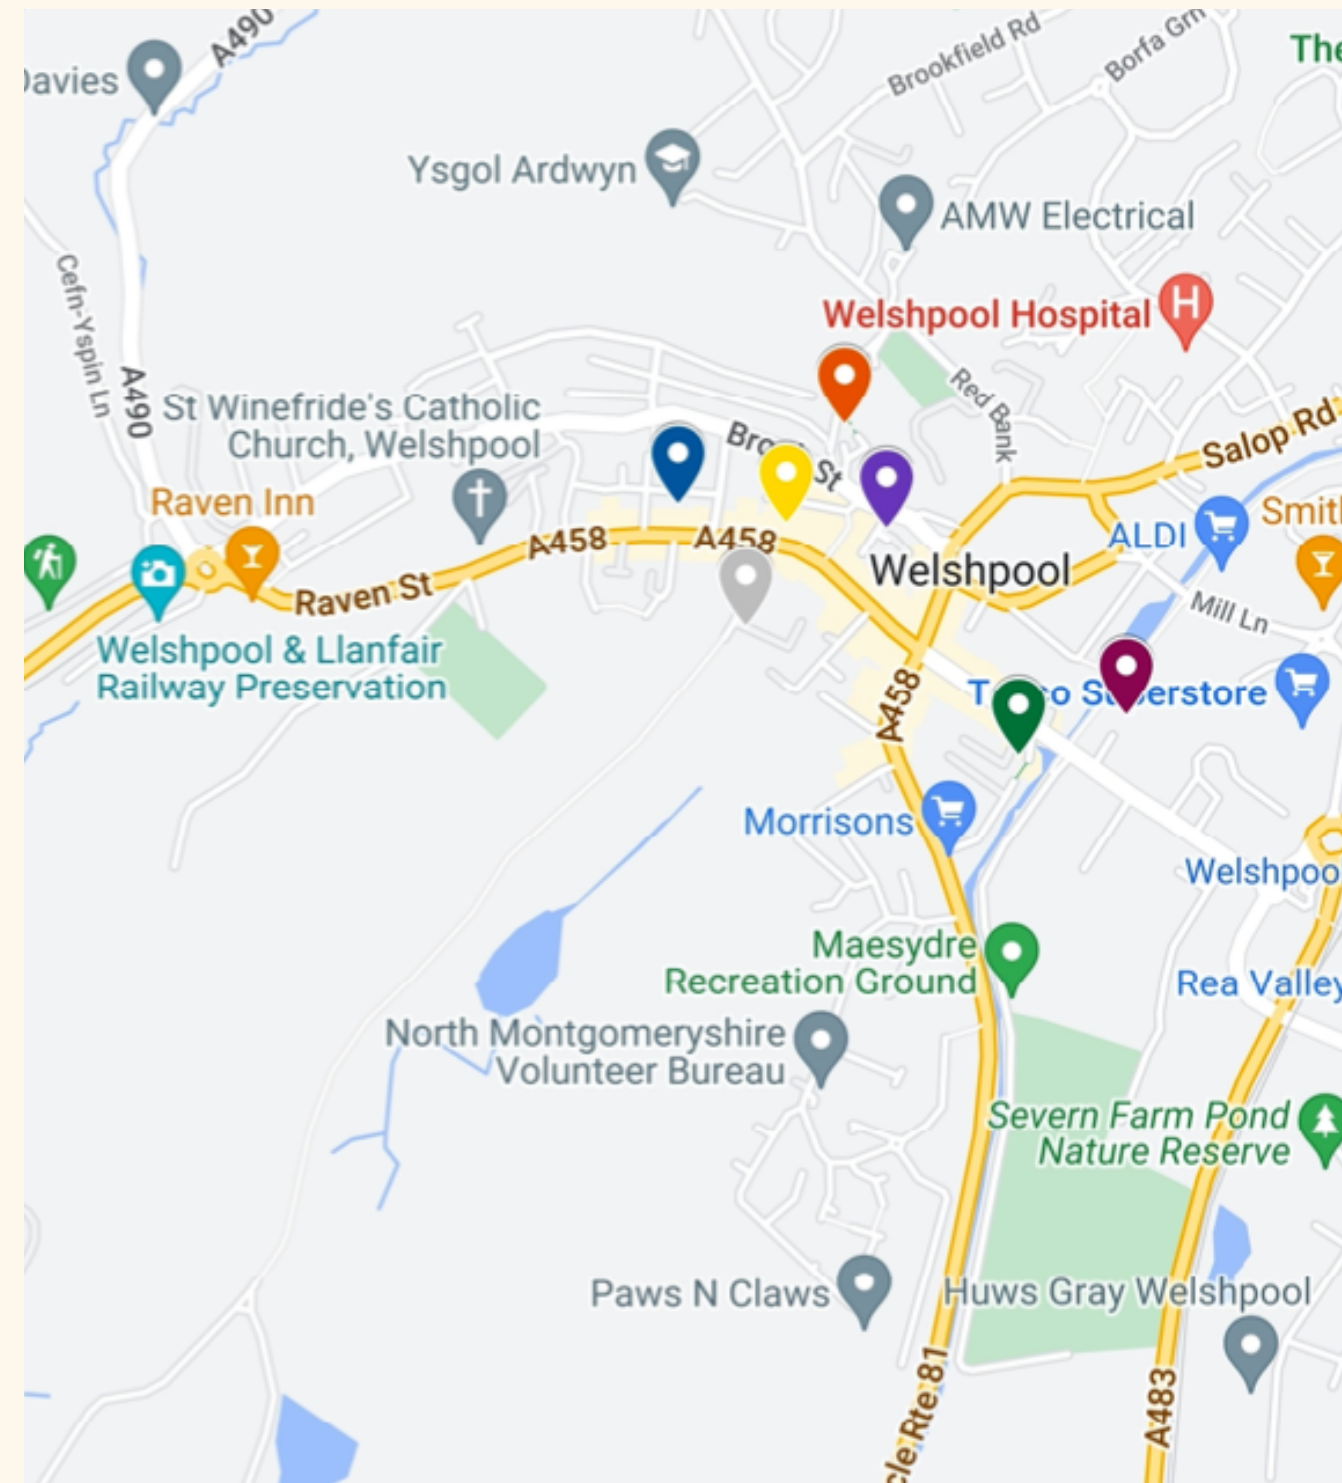 A490
Davies
Brookfield Rd
Borfa Grn
The
Ysgol Ardwyn
AMW Electrical
Cefn-Yspin Ln
Welshpool Hospital
A490
Red Bank
St Winefride's Catholic
Church, Welshpool
Salop Rd
Raven Inn
A458
A458
ALDI
Welshpool
Raven St
Mill Ln
Welshpool & Llanfair
Railway Preservation
A458
Morrisons
Maesydre
Recreation Ground
Rea Valley
North Montgomeryshire
Volunteer Bureau
Severn Farm Pond
Nature Reserve
Paws N Claws
Huws Gray Welshpool
A483
Rte 81